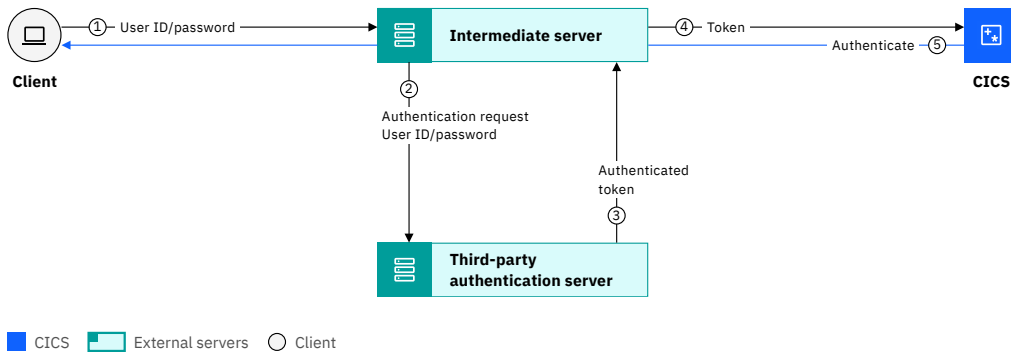 1 User ID/password
Intermediate server
4 Token
Authenticate 5
Client
CICS
2
Authentication request
User ID/password
Authenticated
token
3
Third-party
authentication server
CICS External servers Client